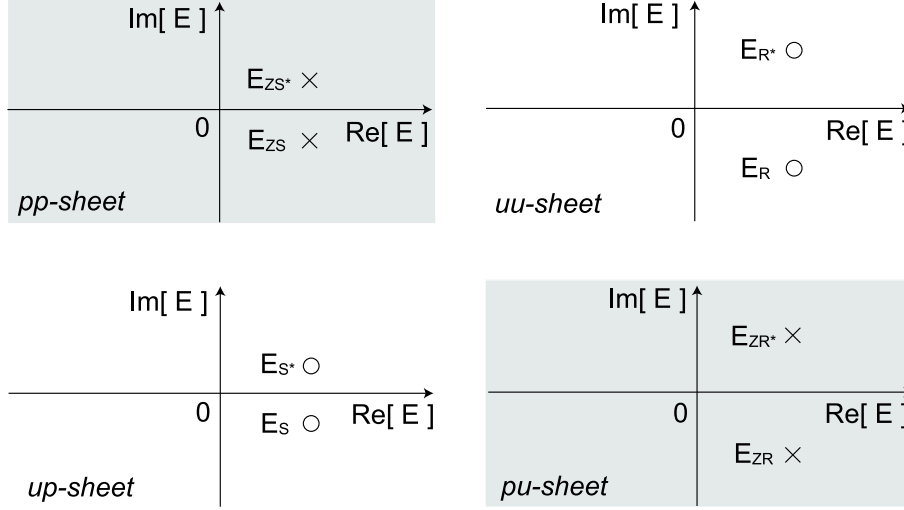 Im[ E ]
E_ZS*
0
Re[ E ]
E_ZS
pp-sheet
Im[ E ]
E_R*
0
Re[ E ]
E_R
uu-sheet
Im[ E ]
E_S*
0
Re[ E ]
E_S
up-sheet
Im[ E ]
E_ZR*
0
Re[ E ]
E_ZR
pu-sheet